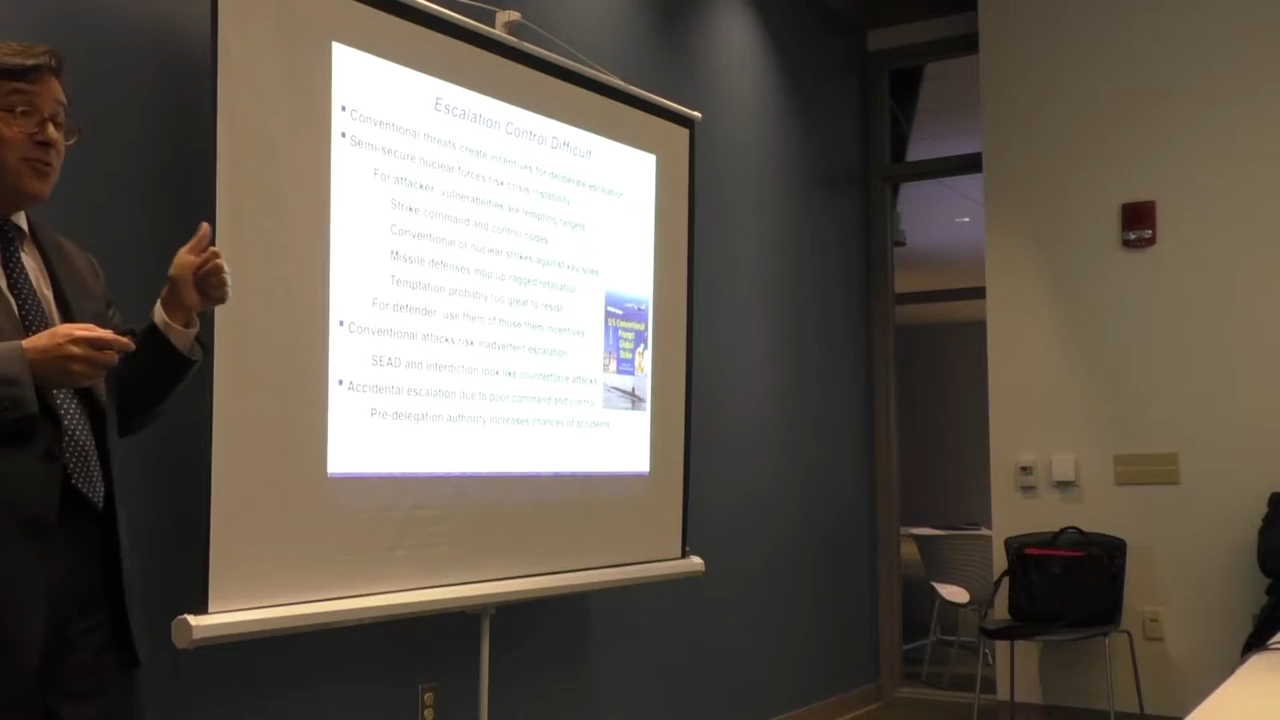 Escalation Control Difficult
Conventional threats create incentives for deliberate escalation
Semi-secure nuclear forces risk crisis instability
For attacker, vulnerabilities are tempting targets
Strike command and control nodes
Conventional or nuclear strikes against key sites
Missile defenses mop up ragged retaliation
Temptation probably too great to resist
For defender, use them of those them incentives
Conventional attacks risk inadvertent escalation
SEAD and interdiction look like counterforce attacks
Accidental escalation due to poor command and control
Pre-delegation authority increases chances of accidents
U.S. Conventional
Prompt
Global
Strike